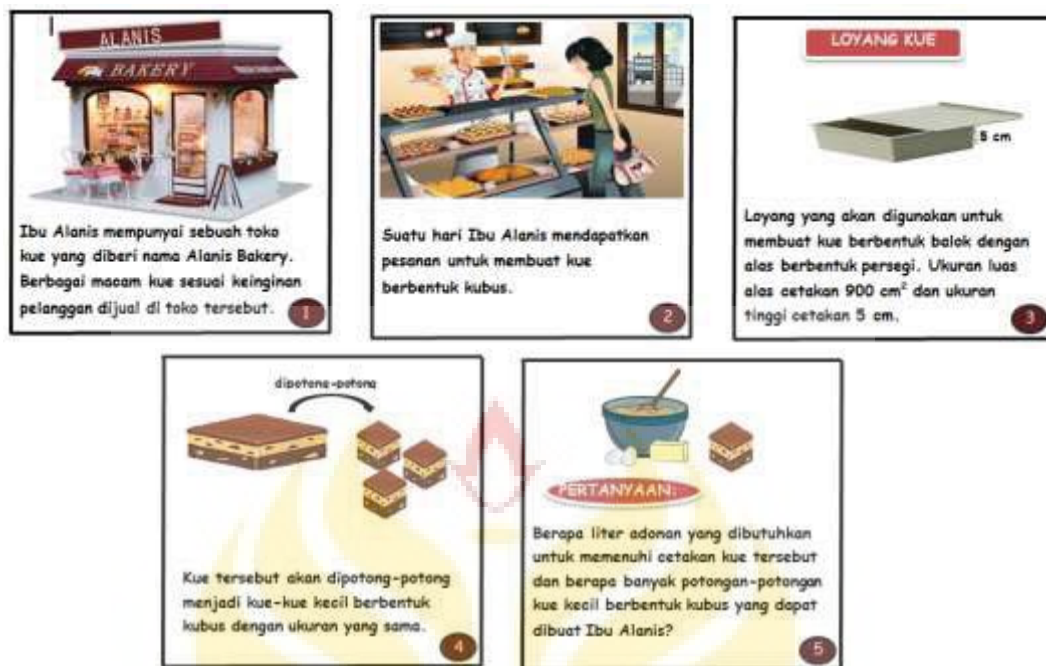 ALANIS
BAKERY
Ibu Alanis mempunyai sebuah toko
kue yang diberi nama Alanis Bakery.
Berbagai macam kue sesuai keinginan
pelanggan dijual di toko tersebut.
1
Suatu hari Ibu Alanis mendapatkan
pesanan untuk membuat kue
berbentuk kubus.
2
LOYANG KUE
5 cm
Loyang yang akan digunakan untuk
membuat kue berbentuk balok dengan
alas berbentuk persegi. Ukuran luas
alas cetakan 900 cm² dan ukuran
tinggi cetakan 5 cm.
3
dipotong-potong
Kue tersebut akan dipotong-potong
menjadi kue-kue kecil berbentuk
kubus dengan ukuran yang sama.
4
PERTANYAAN:
Berapa liter adonan yang dibutuhkan
untuk memenuhi cetakan kue tersebut
dan berapa banyak potongan-potongan
kue kecil berbentuk kubus yang dapat
dibuat Ibu Alanis?
5